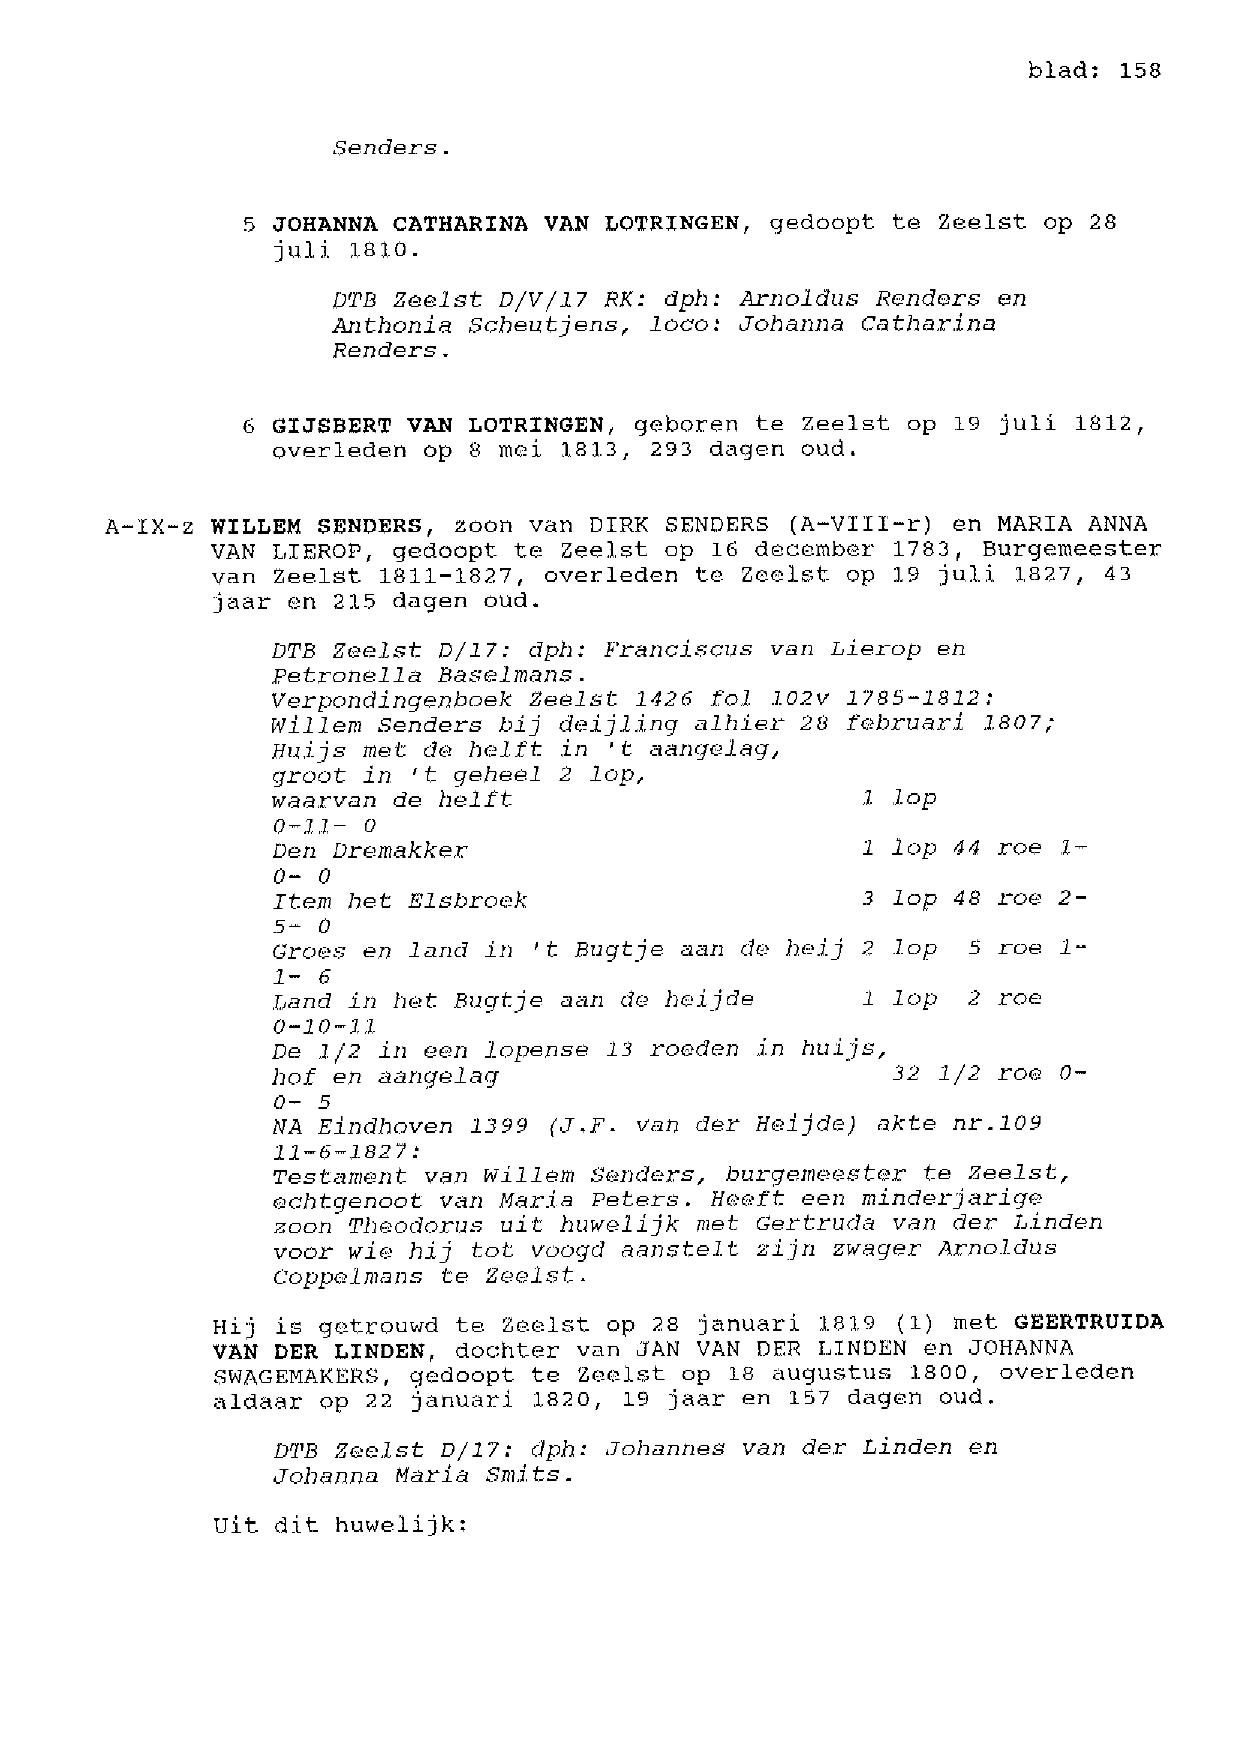 blad: 158
Senders.
5 JOHANNA CATHARINA VAN LOTRINGEN, gedoopt te Zeelst op 28
juli 1810.
DTB Zeelst D/V/17 RK: dph: Arnoldus Renders en
Anthonia Scheutjens, loco: Johanna Catharina
Renders.
6 GIJSBERT VAN LOTRINGEN, geboren te Zeelst op 19 juli 1812,
overleden op 8 mei 1813, 293 dagen oud.
A-IX-z WILLEM SENDERS, zoon van DIRK SENDERS (A-VIII-r) en MARIA ANNA
VAN LIEROP, gedoopt te Zeelst op 16 december 1783, Burgemeester
van Zeelst 1811-1827, overleden te Zeelst op 19 juli 1827, 43
jaar en 215 dagen oud.
DTB Zeelst D/17: dph: Franciscus van Lierop en
Petronella Baselmans.
Verpondingenboek Zeelst 1426 fol 102v 1785-1812:
Willem Senders bij deijling alhier 28 februari 1807;
Huijs met de helft in 't aangelag,
groot in 't geheel 2 lop,
waarvan de helft 1 lop
0-11- 0
Den Dremakker 1 lop 44 roe 1-
0- 0
Item het Elsbroek 3 lop 48 roe 2-
5- 0
Groes en land in 't Bugtje aan de heij 2 lop 5 roe 1-
1- 6
Land in het Bugtje aan de heijde 1 lop 2 roe
0-10-11
De 1/2 in een lopense 13 roeden in huijs,
hof en aangelag 32 1/2 roe 0-
0- 5
NA Eindhoven 1399 (J.F. van der Heijde) akte nr.109
11-6-1827:
Testament van Willem Senders, burgemeester te Zeelst,
echtgenoot van Maria Peters. Heeft een minderjarige
zoon Theodorus uit huwelijk met Gertruda van der Linden
voor wie hij tot voogd aanstelt zijn zwager Arnoldus
Coppelmans te Zeelst.
Hij is getrouwd te Zeelst op 28 januari 1819 (1) met GEERTRUIDA
VAN DER LINDEN, dochter van JAN VAN DER LINDEN en JOHANNA
SWAGEMAKERS, gedoopt te Zeelst op 18 augustus 1800, overleden
aldaar op 22 januari 1820, 19 jaar en 157 dagen oud.
DTB Zeelst D/17: dph: Johannes van der Linden en
Johanna Maria Smits.
Uit dit huwelijk: